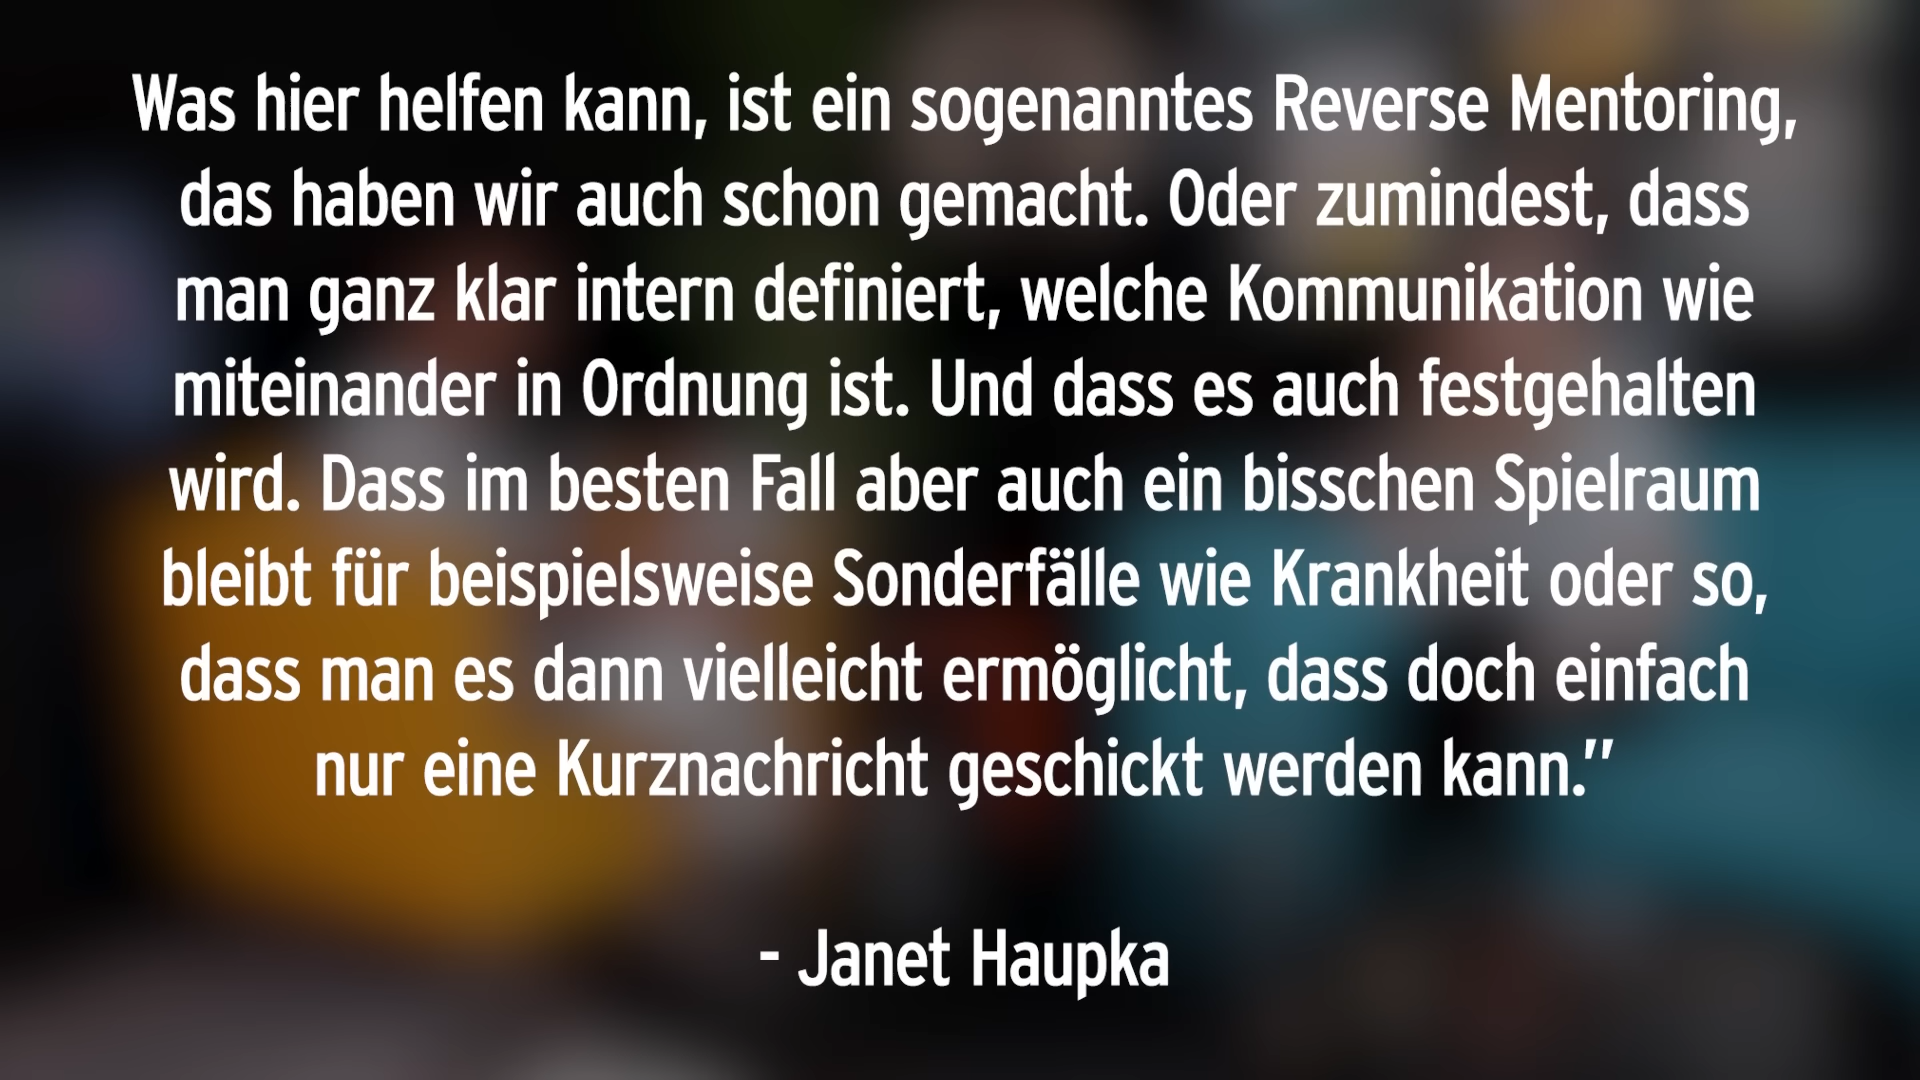 Was hier helfen kann, ist ein sogenanntes Reverse Mentoring,
das haben wir auch schon gemacht. Oder zumindest, dass
man ganz klar intern definiert, welche Kommunikation wie
miteinander in Ordnung ist. Und dass es auch festgehalten
wird. Dass im besten Fall aber auch ein bisschen Spielraum
bleibt für beispielsweise Sonderfälle wie Krankheit oder so,
dass man es dann vielleicht ermöglicht, dass doch einfach
nur eine Kurznachricht geschickt werden kann."
- Janet Haupka